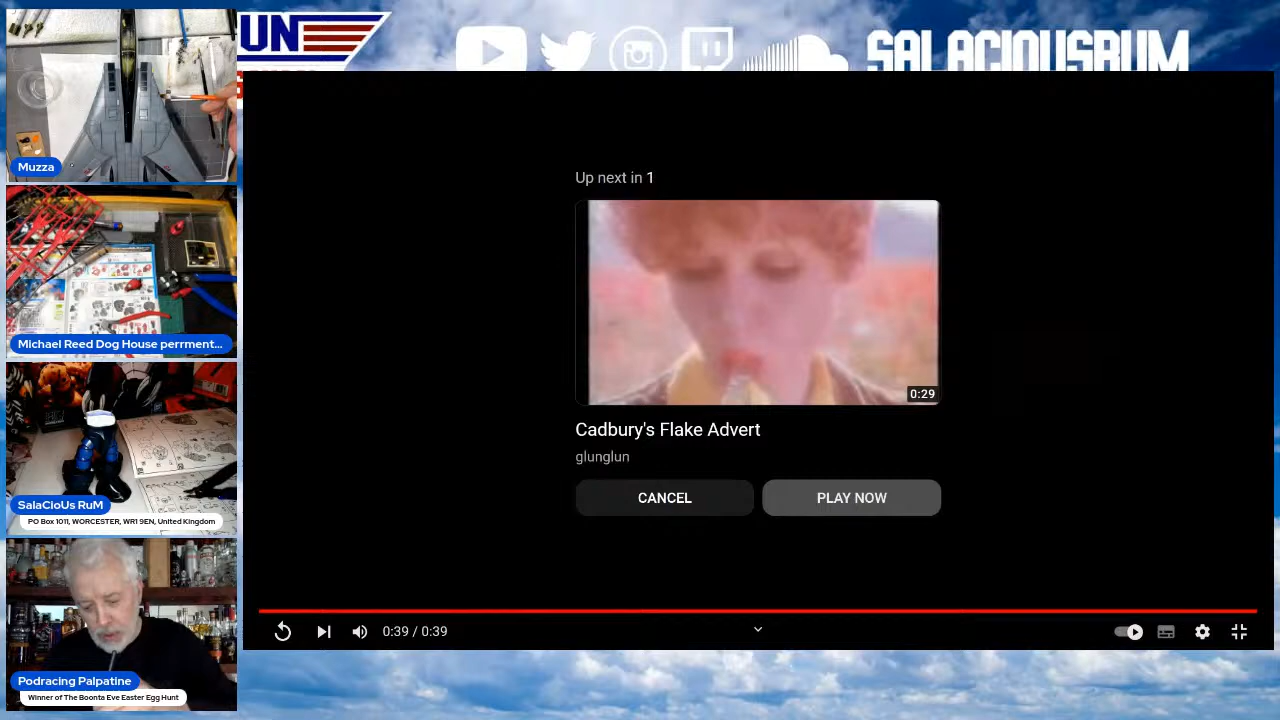 UN
SALACIOUSRUM
Muzza
Michael Reed Dog House perrment...
SalaCioUs RuM
PO Box 1011, WORCESTER, WR1 9EN, United Kingdom
Podracing Palpatine
Winner of The Boonta Eve Easter Egg Hunt
Up next in 1
0:29
Cadbury's Flake Advert
glunglun
CANCEL
PLAY NOW
0:39 / 0:39